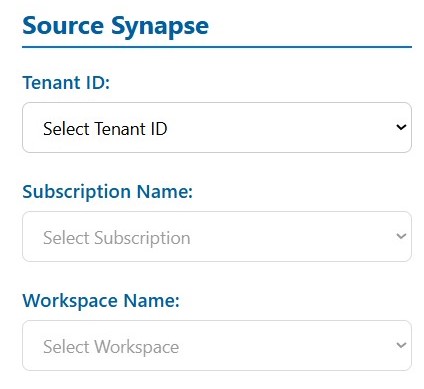 Source Synapse
Tenant ID:
Select Tenant ID
Subscription Name:
Select Subscription
Workspace Name:
Select Workspace